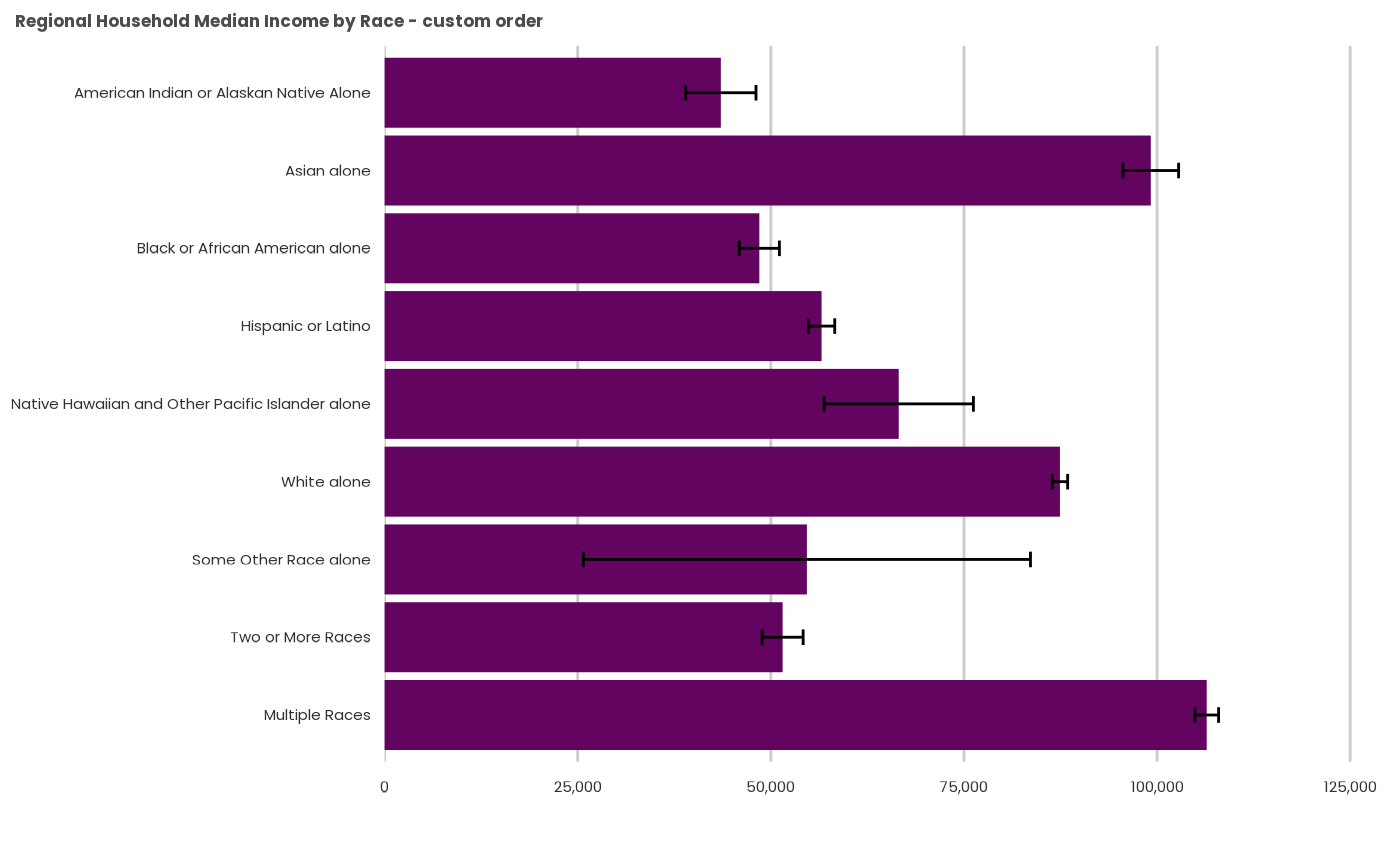 Regional Household Median Income by Race - custom order
American Indian or Alaskan Native Alone
Asian alone
Black or African American alone
Hispanic or Latino
Native Hawaiian and Other Pacific Islander alone
White alone
Some Other Race alone
Two or More Races
Multiple Races
0 25,000 50,000 75,000 100,000 125,000